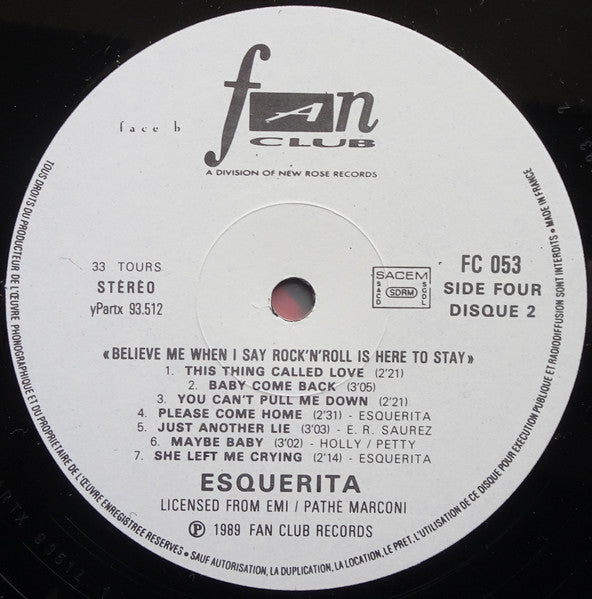 fAn
CLUB
face b
A DIVISION OF NEW ROSE RECORDS
33 TOURS
STÉRÉO
yPartx 93.512
SACEM
SACD
SDRM
SGDL
FC 053
SIDE FOUR
DISQUE 2
« BELIEVE ME WHEN I SAY ROCK'N'ROLL IS HERE TO STAY »
1. THIS THING CALLED LOVE (2'21)
2. BABY COME BACK (3'05)
3. YOU CAN'T PULL ME DOWN (2'21)
4. PLEASE COME HOME (2'31) - ESQUERITA
5. JUST ANOTHER LIE (3'03) - E. R. SAUREZ
6. MAYBE BABY (3'02) - HOLLY / PETTY
7. SHE LEFT ME CRYING (2'14) - ESQUERITA
ESQUERITA
LICENSED FROM EMI / PATHÉ MARCONI
℗ 1989 FAN CLUB RECORDS
TOUS DROITS DU PRODUCTEUR DE L'ŒUVRE PHONOGRAPHIQUE ET DU PROPRIETAIRE DE L'ŒUVRE ENREGISTREE RESERVES • SAUF AUTORISATION, LA DUPLICATION, LA LOCATION, LE PRET, L'UTILISATION DE CE DISQUE POUR EXECUTION PUBLIQUE ET RADIODIFFUSION SONT INTERDITS • MADE IN FRANCE